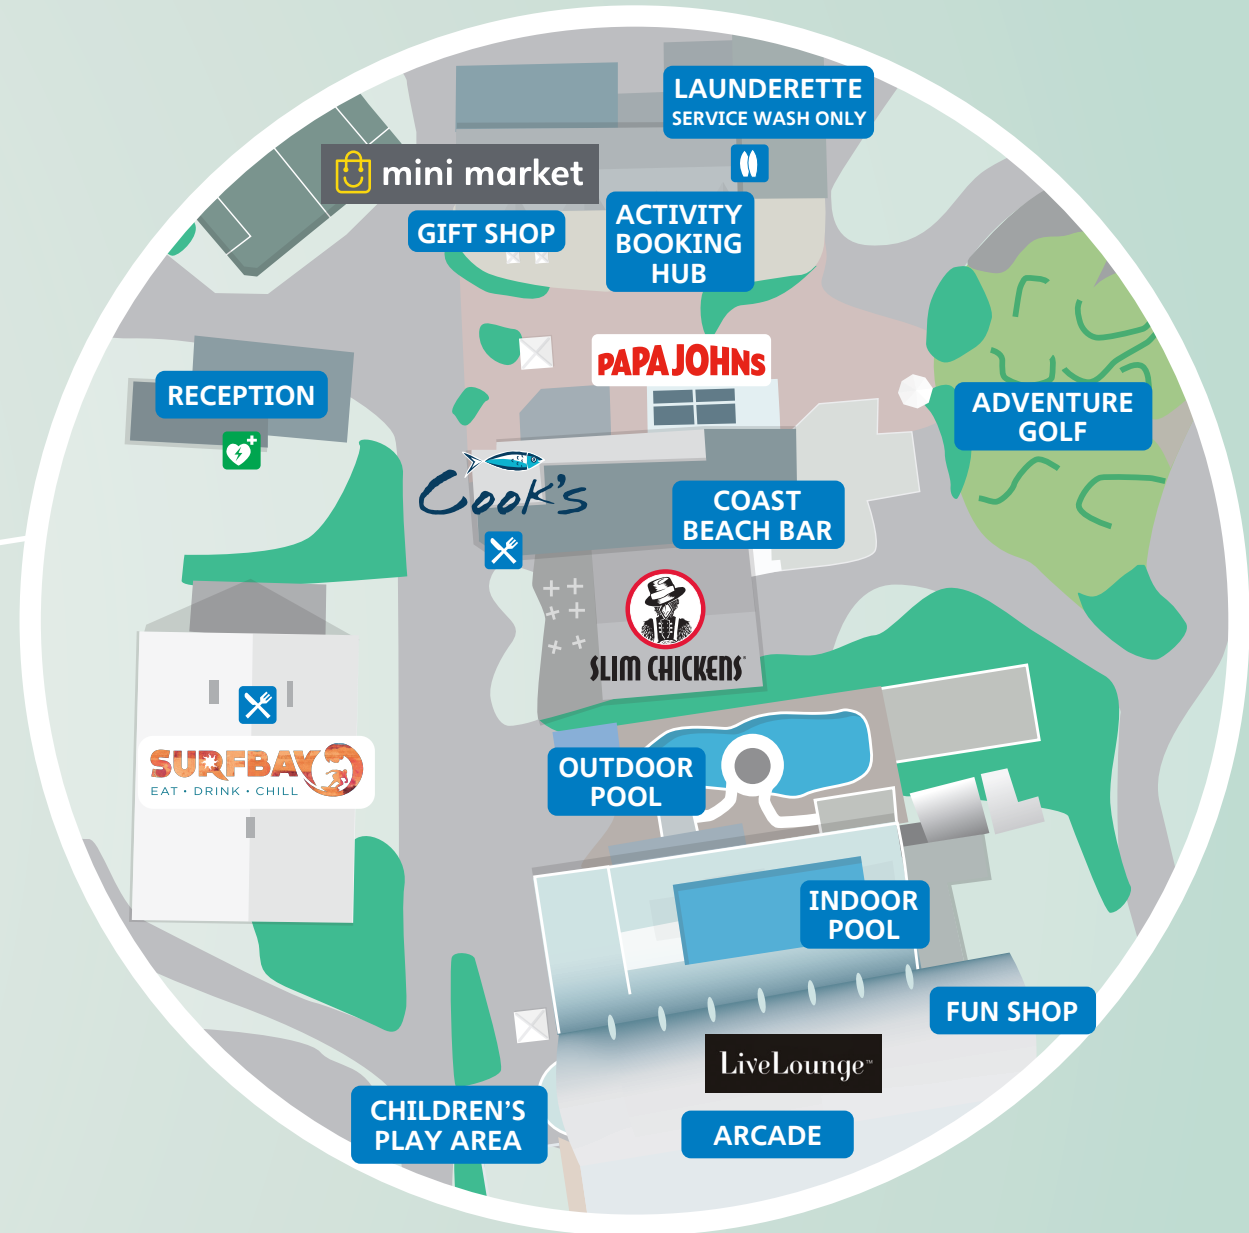 LAUNDERETTE
SERVICE WASH ONLY
mini market
GIFT SHOP
ACTIVITY
BOOKING
HUB
PAPA JOHNS
RECEPTION
ADVENTURE
GOLF
Cook's
COAST
BEACH BAR
SLIM CHICKENS
SURFBAY
EAT • DRINK • CHILL
OUTDOOR
POOL
INDOOR
POOL
FUN SHOP
LiveLounge™
CHILDREN'S
PLAY AREA
ARCADE